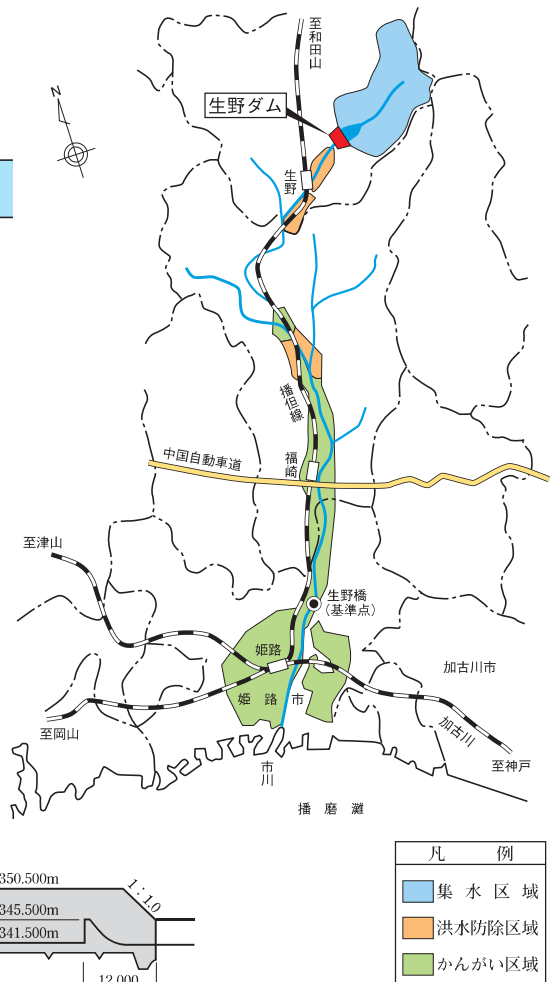 至和田山
N
生野ダム
生野
播但線
中国自動車道
福崎
至津山
生野橋
(基準点)
姫路
加古川市
姫路市
加古川
至岡山
至神戸
市川
播磨灘
350.500m
1:1.0
345.500m
341.500m
12.000
凡例
集水区域
洪水防除区域
かんがい区域